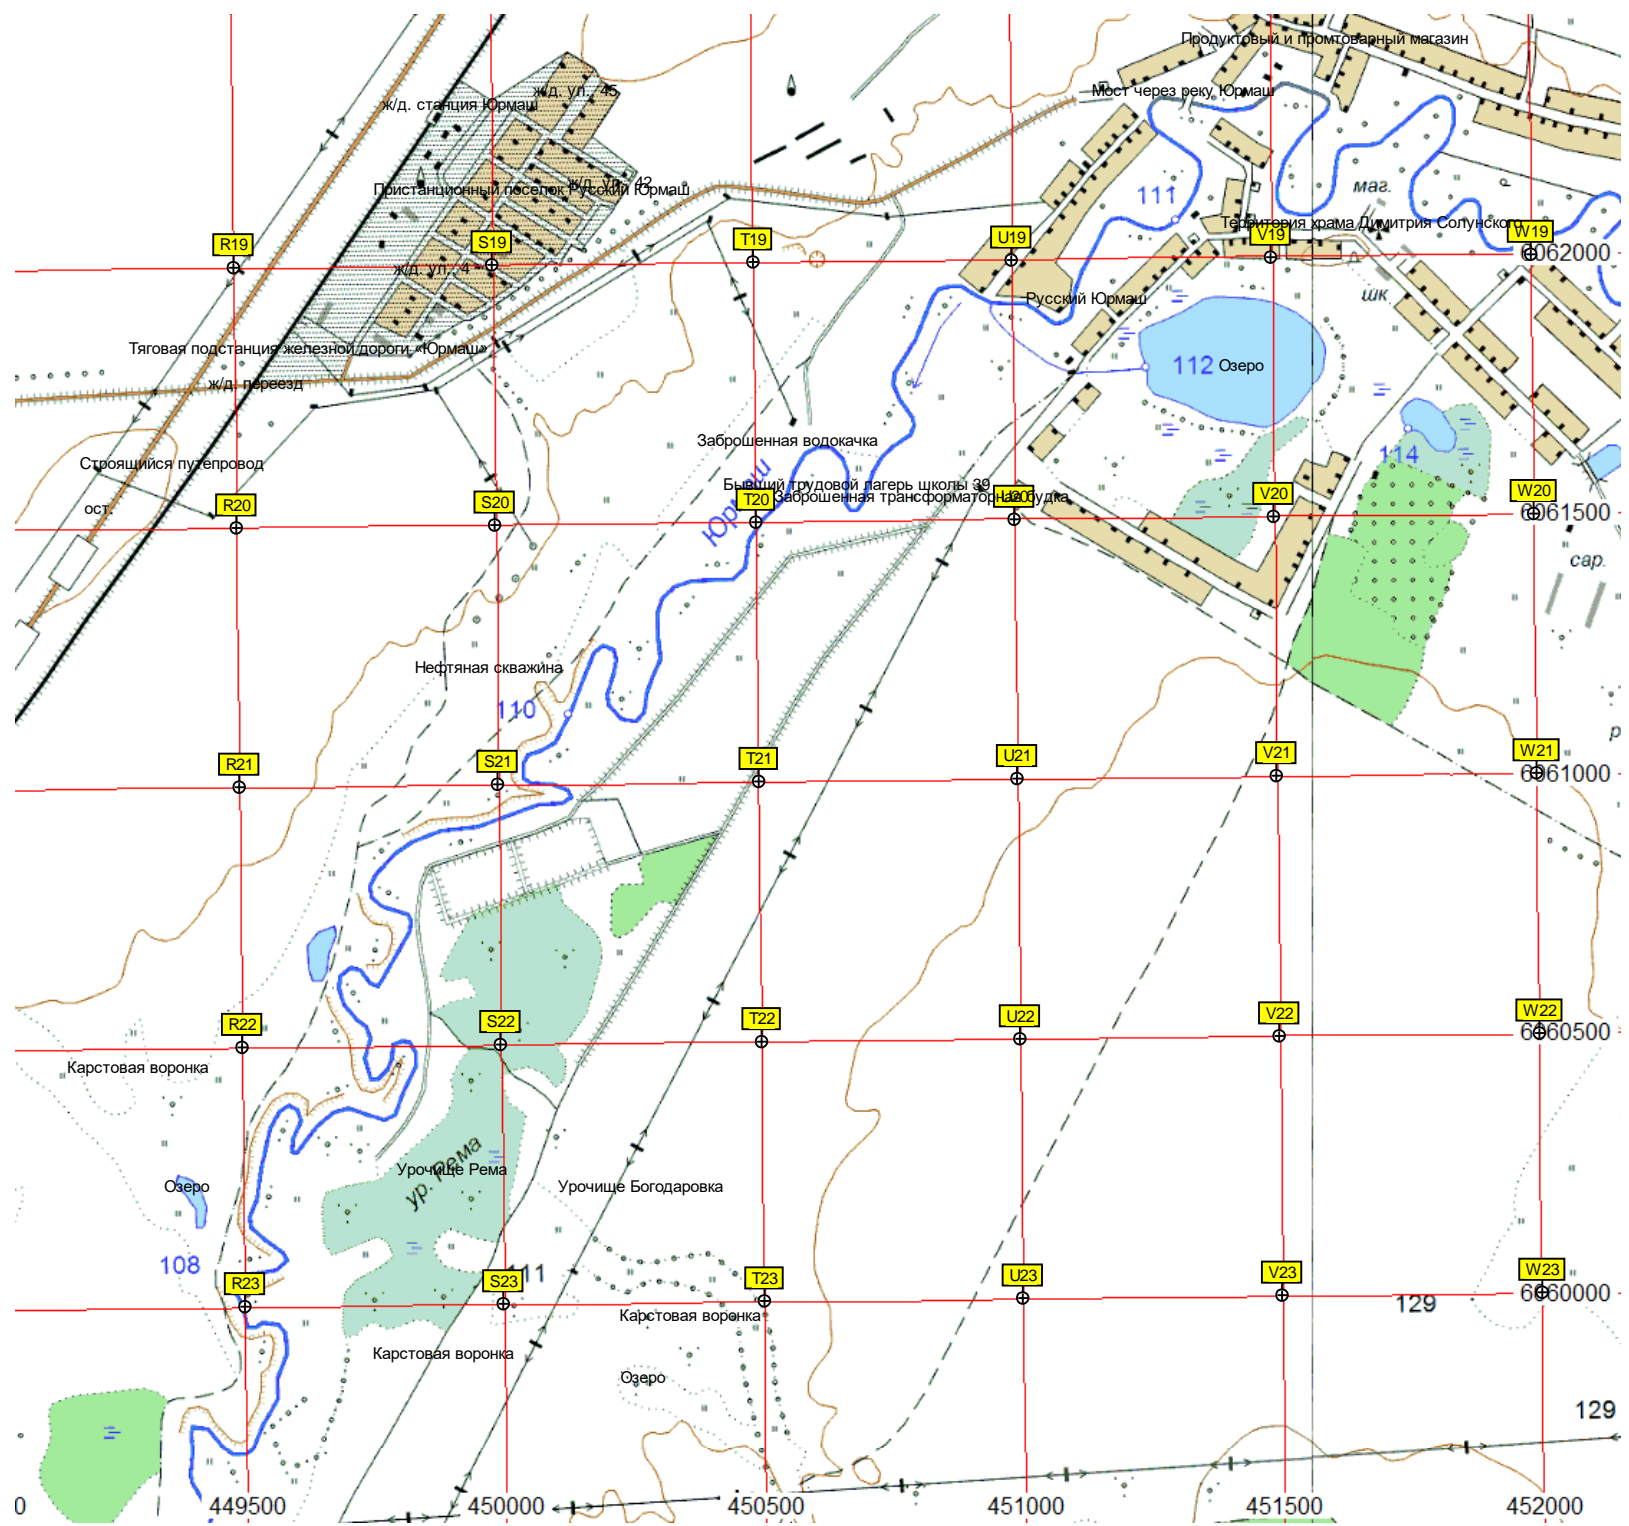 Продуктовый и промтоварный магазин
ж/д. ул., 45
Мост через реку Юрмаш
ж/д. станция Юрмаш
Пристанционный поселок Русский Юрмаш
маг.
111
Территория храма Димитрия Солунского
R19
S19
T19
U19
V19
W19
6062000
шк
Русский Юрмаш
Тяговая подстанция железной дороги «Юрмаш»
112
Озеро
ж/д. переезд
Заброшенная водокачка
114
Строящийся путепровод
Юрмаш
Бывший трудовой лагерь школы 39
Заброшенная трансформаторная будка
ост.
R20
S20
T20
U20
V20
W20
6061500
сар.
Нефтяная скважина
110
р
R21
S21
T21
U21
V21
W21
6061000
R22
S22
T22
U22
V22
W22
6060500
Карстовая воронка
ур. Рема
Урочище Рема
Озеро
Урочище Богодаровка
108
111
R23
S23
T23
U23
V23
W23
6060000
129
Карстовая воронка
Карстовая воронка
Озеро
129
0
449500
450000
450500
451000
451500
452000